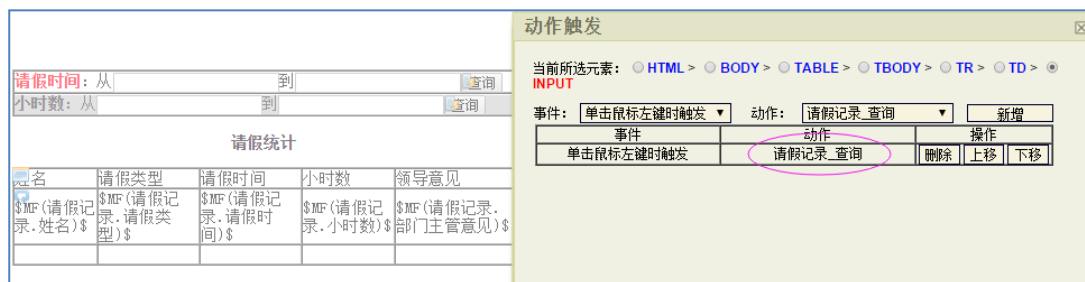 请假时间：从 到 查询
小时数：从 到 查询
请假统计
姓名 请假类型 请假时间 小时数 领导意见
$MF(请假记录.姓名)$ $MF(请假记录.请假类型)$ $MF(请假记录.请假时间)$ $MF(请假记录.小时数)$ $MF(请假记录.部门主管意见)$
动作触发
当前所选元素： HTML > BODY > TABLE > TBODY > TR > TD >
INPUT
事件： 单击鼠标左键时触发 动作： 请假记录_查询 新增
事件 动作 操作
单击鼠标左键时触发 请假记录_查询 删除 上移 下移